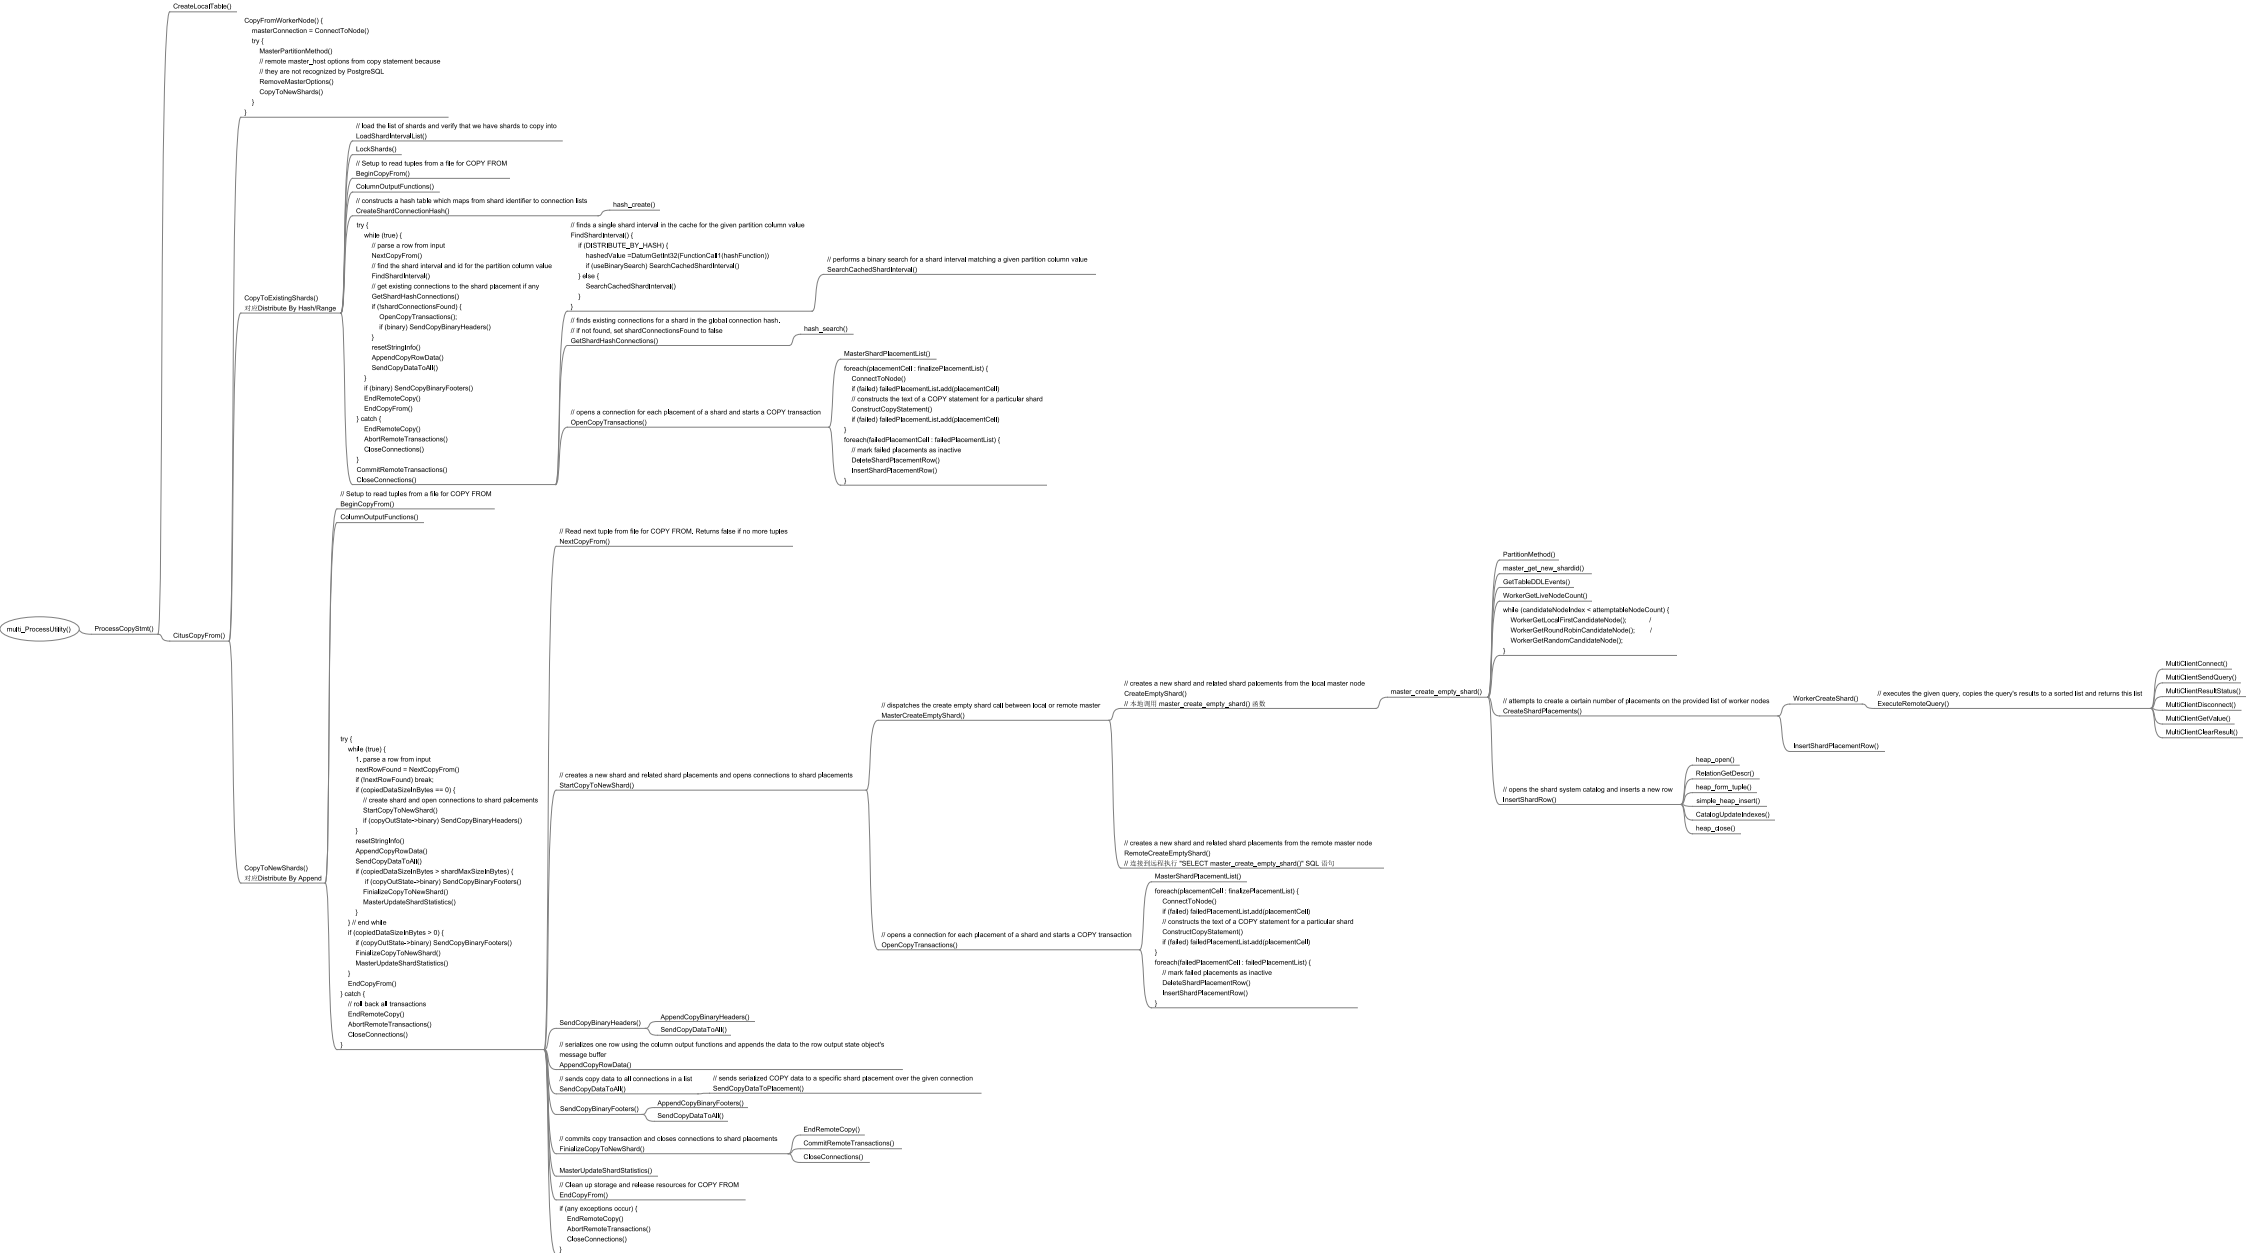 multi_ProcessUtility()
ProcessCopyStmt()
CreateLocalTable()
CitusCopyFrom()
CopyFromWorkerNode() {
masterConnection = ConnectToNode()
try {
MasterPartitionMethod()
// remote master_host options from copy statement because
// they are not recognized by PostgreSQL
RemoveMasterOptions()
CopyToNewShards()
}
}
CopyToExistingShards()
对应Distribute By Hash/Range
// load the list of shards and verify that we have shards to copy into
LoadShardIntervalList()
LockShards()
// Setup to read tuples from a file for COPY FROM
BeginCopyFrom()
ColumnOutputFunctions()
// constructs a hash table which maps from shard identifier to connection lists
CreateShardConnectionHash()
hash_create()
try {
while (true) {
// parse a row from input
NextCopyFrom()
// find the shard interval and id for the partition column value
FindShardInterval()
// get existing connections to the shard placement if any
GetShardHashConnections()
if (!shardConnectionsFound) {
OpenCopyTransactions();
if (binary) SendCopyBinaryHeaders()
}
resetStringInfo()
AppendCopyRowData()
SendCopyDataToAll()
}
if (binary) SendCopyBinaryFooters()
EndRemoteCopy()
EndCopyFrom()
} catch {
EndRemoteCopy()
AbortRemoteTransactions()
CloseConnections()
}
CommitRemoteTransactions()
CloseConnections()
// finds a single shard interval in the cache for the given partition column value
FindShardInterval() {
if (DISTRIBUTE_BY_HASH) {
hashedValue =DatumGetInt32(FunctionCall1(hashFunction))
if (useBinarySearch) SearchCachedShardInterval()
} else {
SearchCachedShardInterval()
}
}
// performs a binary search for a shard interval matching a given partition column value
SearchCachedShardInterval()
// finds existing connections for a shard in the global connection hash.
// if not found, set shardConnectionsFound to false
GetShardHashConnections()
hash_search()
// opens a connection for each placement of a shard and starts a COPY transaction
OpenCopyTransactions()
MasterShardPlacementList()
foreach(placementCell : finalizePlacementList) {
ConnectToNode()
if (failed) failedPlacementList.add(placementCell)
// constructs the text of a COPY statement for a particular shard
ConstructCopyStatement()
if (failed) failedPlacementList.add(placementCell)
}
foreach(failedPlacementCell : failedPlacementList) {
// mark failed placements as inactive
DeleteShardPlacementRow()
InsertShardPlacementRow()
}
CopyToNewShards()
对应Distribute By Append
// Setup to read tuples from a file for COPY FROM
BeginCopyFrom()
ColumnOutputFunctions()
try {
while (true) {
1. parse a row from input
nextRowFound = NextCopyFrom()
if (!nextRowFound) break;
if (copiedDataSizeInBytes == 0) {
// create shard and open connections to shard palcements
StartCopyToNewShard()
if (copyOutState->binary) SendCopyBinaryHeaders()
}
resetStringInfo()
AppendCopyRowData()
SendCopyDataToAll()
if (copiedDataSizeInBytes > shardMaxSizeInBytes) {
if (copyOutState->binary) SendCopyBinaryFooters()
FinializeCopyToNewShard()
MasterUpdateShardStatistics()
}
} // end while
if (copiedDataSizeInBytes > 0) {
if (copyOutState->binary) SendCopyBinaryFooters()
FinializeCopyToNewShard()
MasterUpdateShardStatistics()
}
EndCopyFrom()
} catch {
// roll back all transactions
EndRemoteCopy()
AbortRemoteTransactions()
CloseConnections()
}
// Read next tuple from file for COPY FROM. Returns false if no more tuples
NextCopyFrom()
// creates a new shard and related shard placements and opens connections to shard placements
StartCopyToNewShard()
// dispatches the create empty shard call between local or remote master
MasterCreateEmptyShard()
// creates a new shard and related shard palcements from the local master node
CreateEmptyShard()
// 本地调用 master_create_empty_shard() 函数
master_create_empty_shard()
PartitionMethod()
master_get_new_shardid()
GetTableDDLEvents()
WorkerGetLiveNodeCount()
while (candidateNodeIndex < attemptableNodeCount) {
WorkerGetLocalFirstCandidateNode(); /
WorkerGetRoundRobinCandidateNode(); /
WorkerGetRandomCandidateNode();
}
// attempts to create a certain number of placements on the provided list of worker nodes
CreateShardPlacements()
WorkerCreateShard()
// executes the given query, copies the query's results to a sorted list and returns this list
ExecuteRemoteQuery()
MultiClientConnect()
MultiClientSendQuery()
MultiClientResultStatus()
MultiClientDisconnect()
MultiClientGetValue()
MultiClientClearResult()
InsertShardPlacementRow()
// opens the shard system catalog and inserts a new row
InsertShardRow()
heap_open()
RelationGetDescr()
heap_form_tuple()
simple_heap_insert()
CatalogUpdateIndexes()
heap_close()
// creates a new shard and related shard placements from the remote master node
RemoteCreateEmptyShard()
// 连接到远程执行 "SELECT master_create_empty_shard()" SQL 语句
// opens a connection for each placement of a shard and starts a COPY transaction
OpenCopyTransactions()
MasterShardPlacementList()
foreach(placementCell : finalizePlacementList) {
ConnectToNode()
if (failed) failedPlacementList.add(placementCell)
// constructs the text of a COPY statement for a particular shard
ConstructCopyStatement()
if (failed) failedPlacementList.add(placementCell)
}
foreach(failedPlacementCell : failedPlacementList) {
// mark failed placements as inactive
DeleteShardPlacementRow()
InsertShardPlacementRow()
}
SendCopyBinaryHeaders()
AppendCopyBinaryHeaders()
SendCopyDataToAll()
// serializes one row using the column output functions and appends the data to the row output state object's
message buffer
AppendCopyRowData()
// sends copy data to all connections in a list
SendCopyDataToAll()
// sends serialized COPY data to a specific shard placement over the given connection
SendCopyDataToPlacement()
SendCopyBinaryFooters()
AppendCopyBinaryFooters()
SendCopyDataToAll()
// commits copy transaction and closes connections to shard placements
FinializeCopyToNewShard()
EndRemoteCopy()
CommitRemoteTransactions()
CloseConnections()
MasterUpdateShardStatistics()
// Clean up storage and release resources for COPY FROM
EndCopyFrom()
if (any exceptions occur) {
EndRemoteCopy()
AbortRemoteTransactions()
CloseConnections()
}